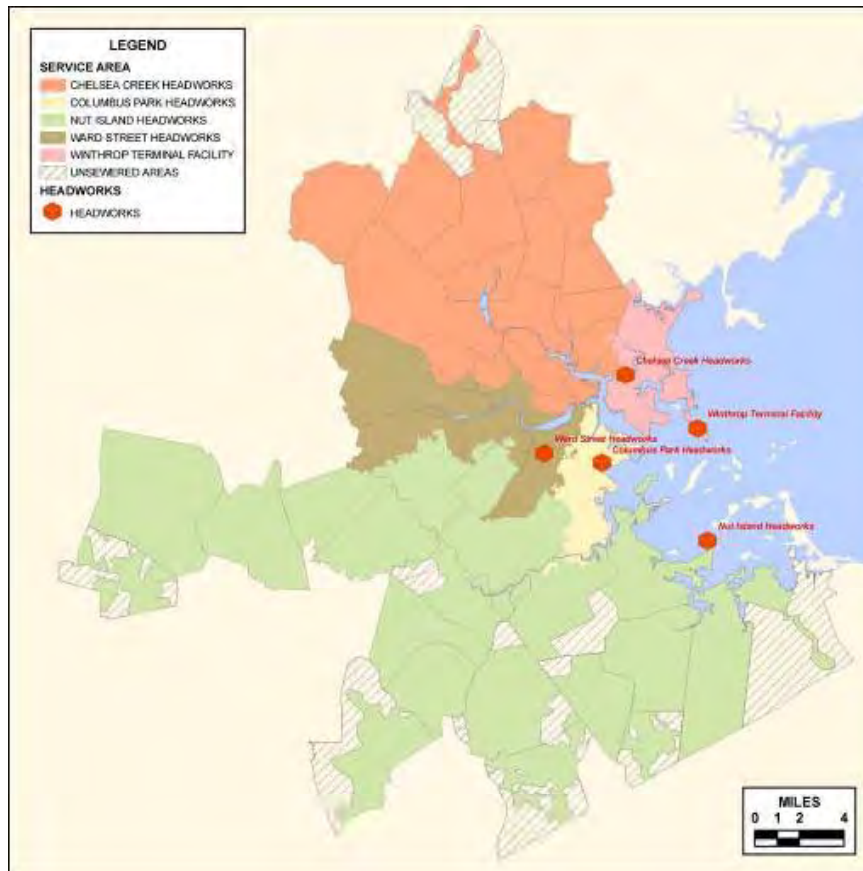 LEGEND
SERVICE AREA
CHELSEA CREEK HEADWORKS
COLUMBUS PARK HEADWORKS
NUT ISLAND HEADWORKS
WARD STREET HEADWORKS
WINTHROP TERMINAL FACILITY
UNSEWERED AREAS
HEADWORKS
HEADWORKS
Chelsea Creek Headworks
Winthrop Terminal Facility
Ward Street Headworks
Columbus Park Headworks
Nut Island Headworks
MILES
0 1 2 4